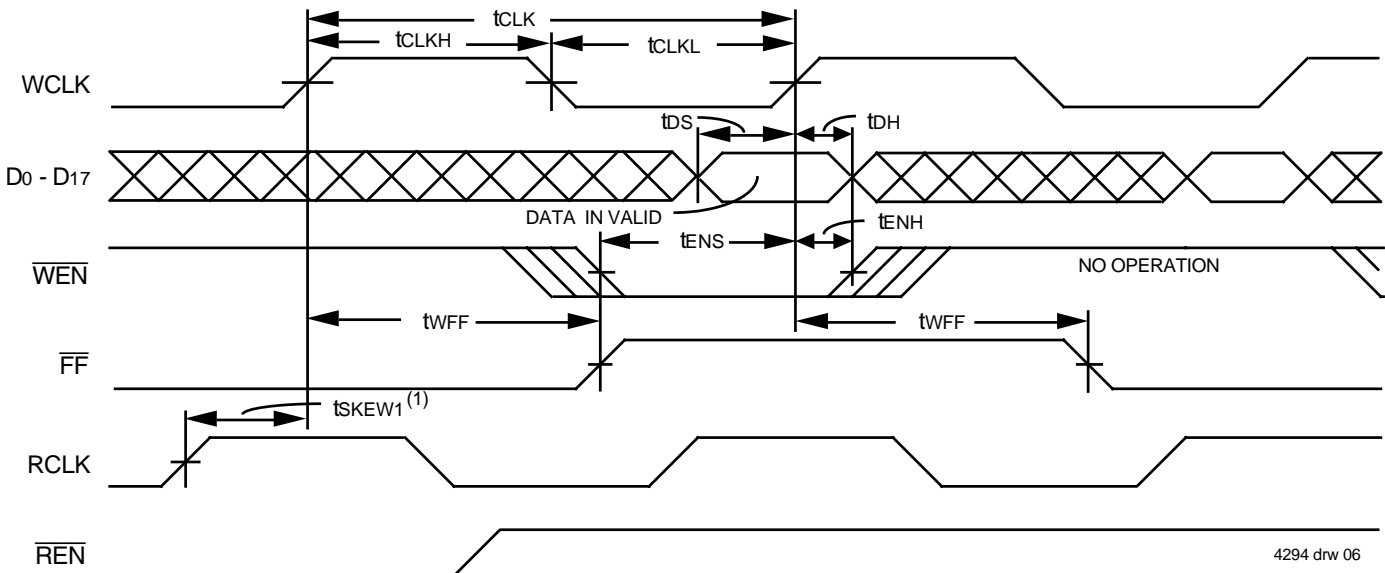 tCLK
tCLKH
tCLKL
WCLK
tDS
tDH
D0 - D17
DATA IN VALID
tENS
tENH
WEN
NO OPERATION
tWFF
tWFF
FF
tSKEW1 (1)
RCLK
REN
4294 drw 06